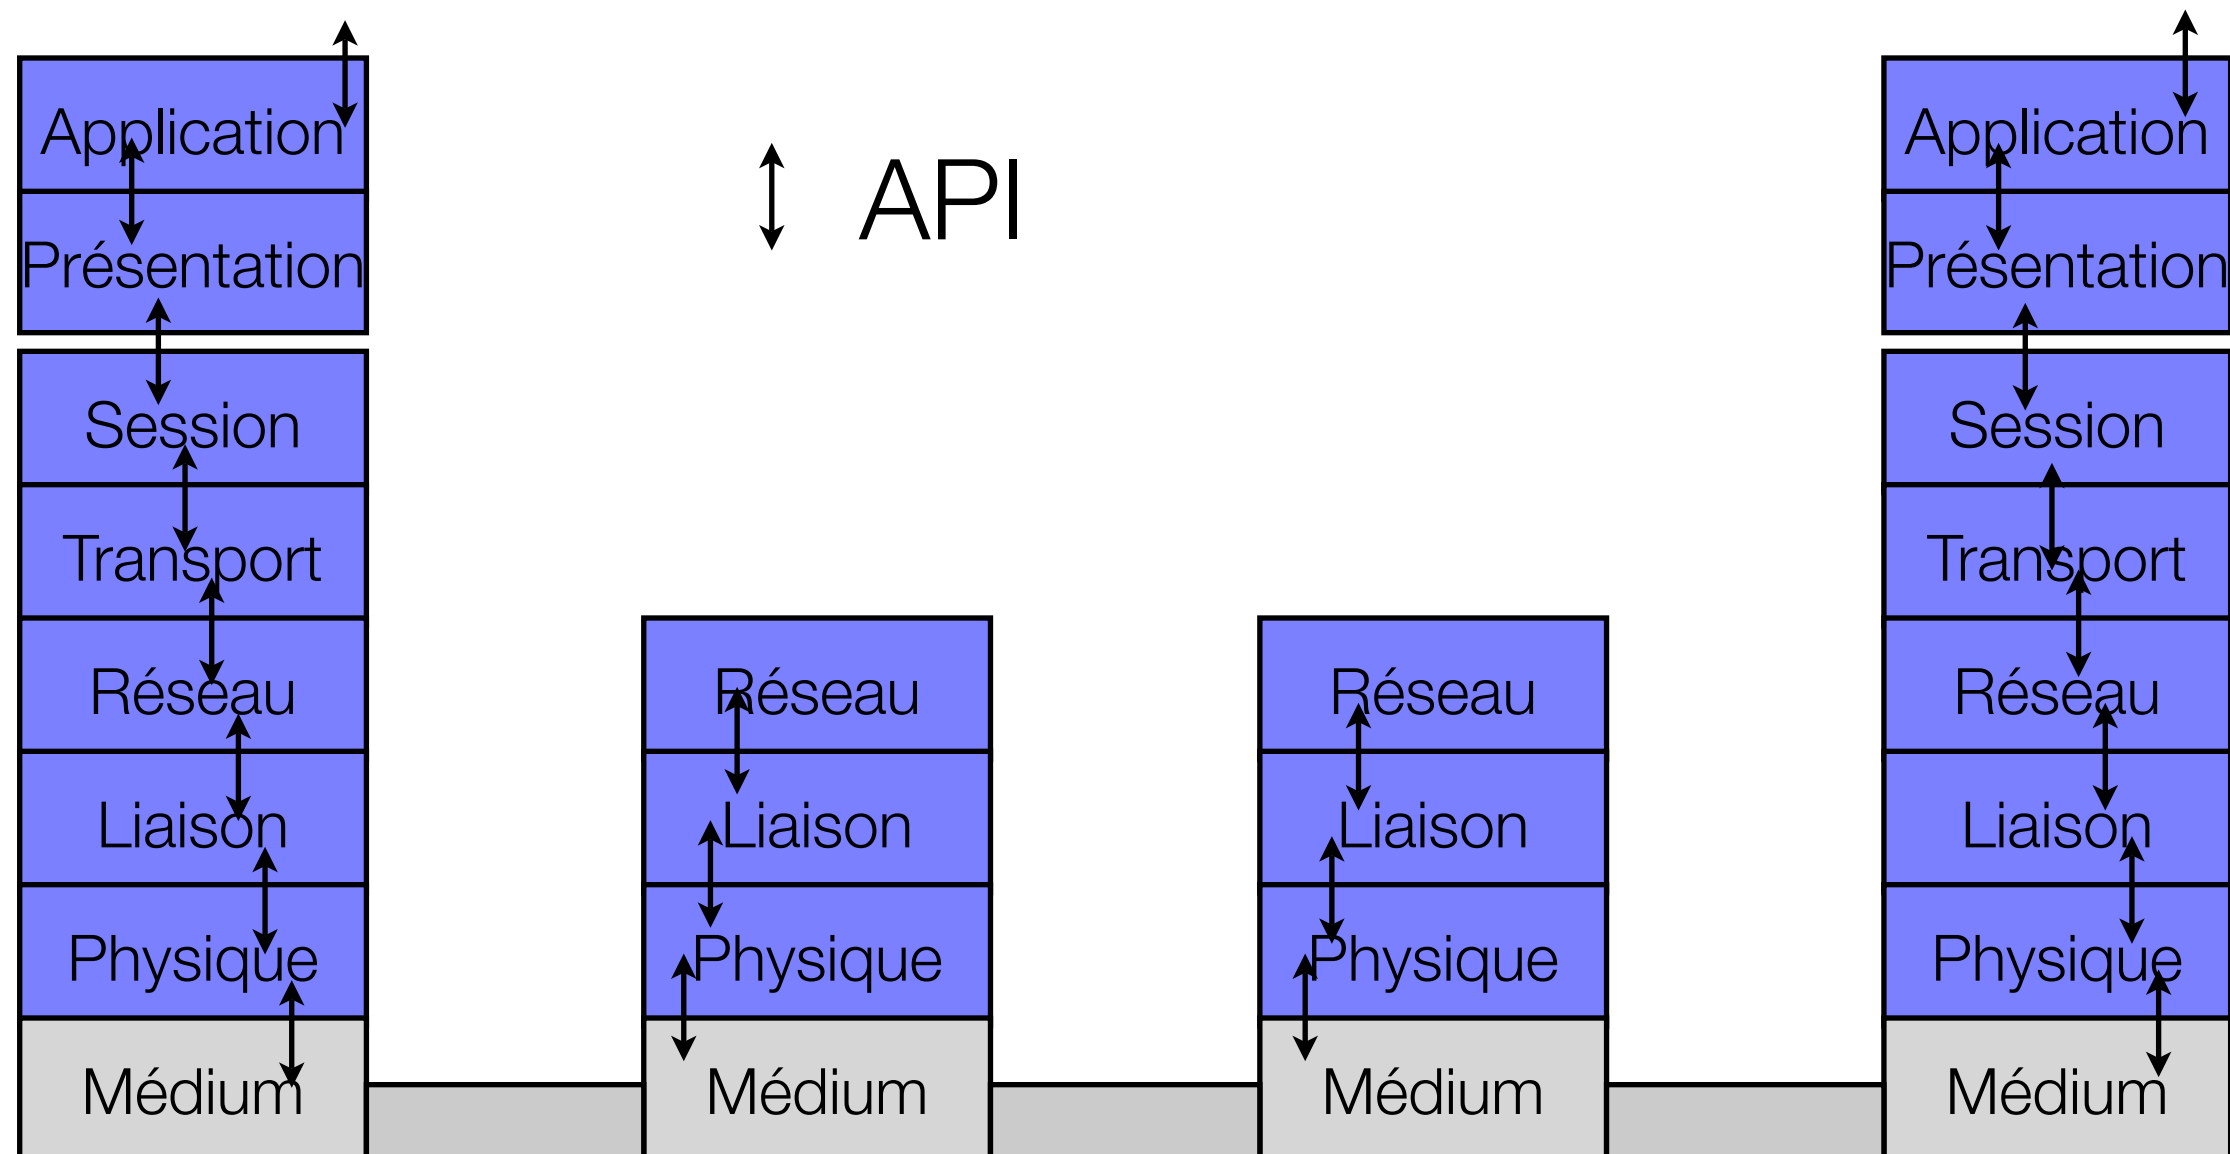 Application
Présentation
Session
Transport
Réseau
Liaison
Physique
Médium
API
Réseau
Liaison
Physique
Médium
Réseau
Liaison
Physique
Médium
Application
Présentation
Session
Transport
Réseau
Liaison
Physique
Médium